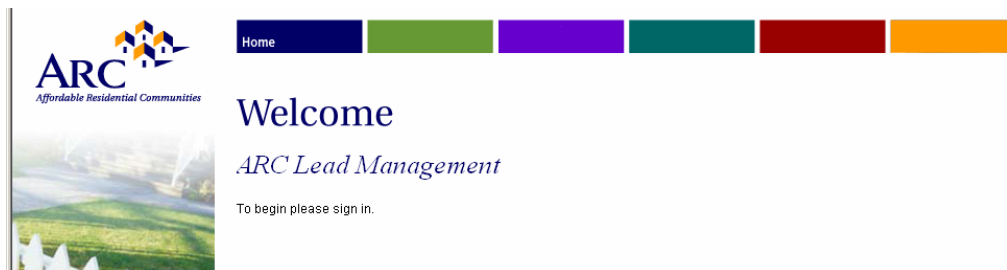 ARC
Affordable Residential Communities
Home
Welcome
ARC Lead Management
To begin please sign in.